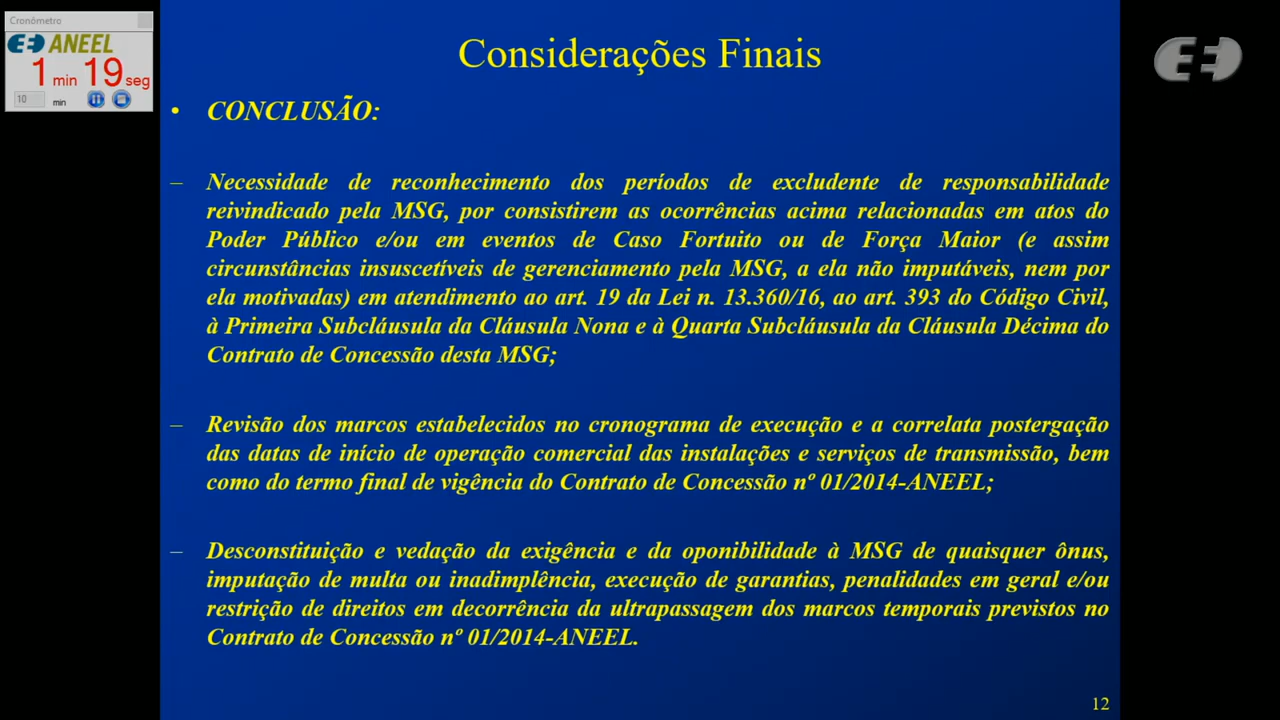 Cronômetro
ANEEL
1 min 19 seg
10 min
Considerações Finais
• CONCLUSÃO:
– Necessidade de reconhecimento dos períodos de excludente de responsabilidade
reivindicado pela MSG, por consistirem as ocorrências acima relacionadas em atos do
Poder Público e/ou em eventos de Caso Fortuito ou de Força Maior (e assim
circunstâncias insuscetíveis de gerenciamento pela MSG, a ela não imputáveis, nem por
ela motivadas) em atendimento ao art. 19 da Lei n. 13.360/16, ao art. 393 do Código Civil,
à Primeira Subcláusula da Cláusula Nona e à Quarta Subcláusula da Cláusula Décima do
Contrato de Concessão desta MSG;
– Revisão dos marcos estabelecidos no cronograma de execução e a correlata postergação
das datas de início de operação comercial das instalações e serviços de transmissão, bem
como do termo final de vigência do Contrato de Concessão nº 01/2014-ANEEL;
– Desconstituição e vedação da exigência e da oponibilidade à MSG de quaisquer ônus,
imputação de multa ou inadimplência, execução de garantias, penalidades em geral e/ou
restrição de direitos em decorrência da ultrapassagem dos marcos temporais previstos no
Contrato de Concessão nº 01/2014-ANEEL.
12